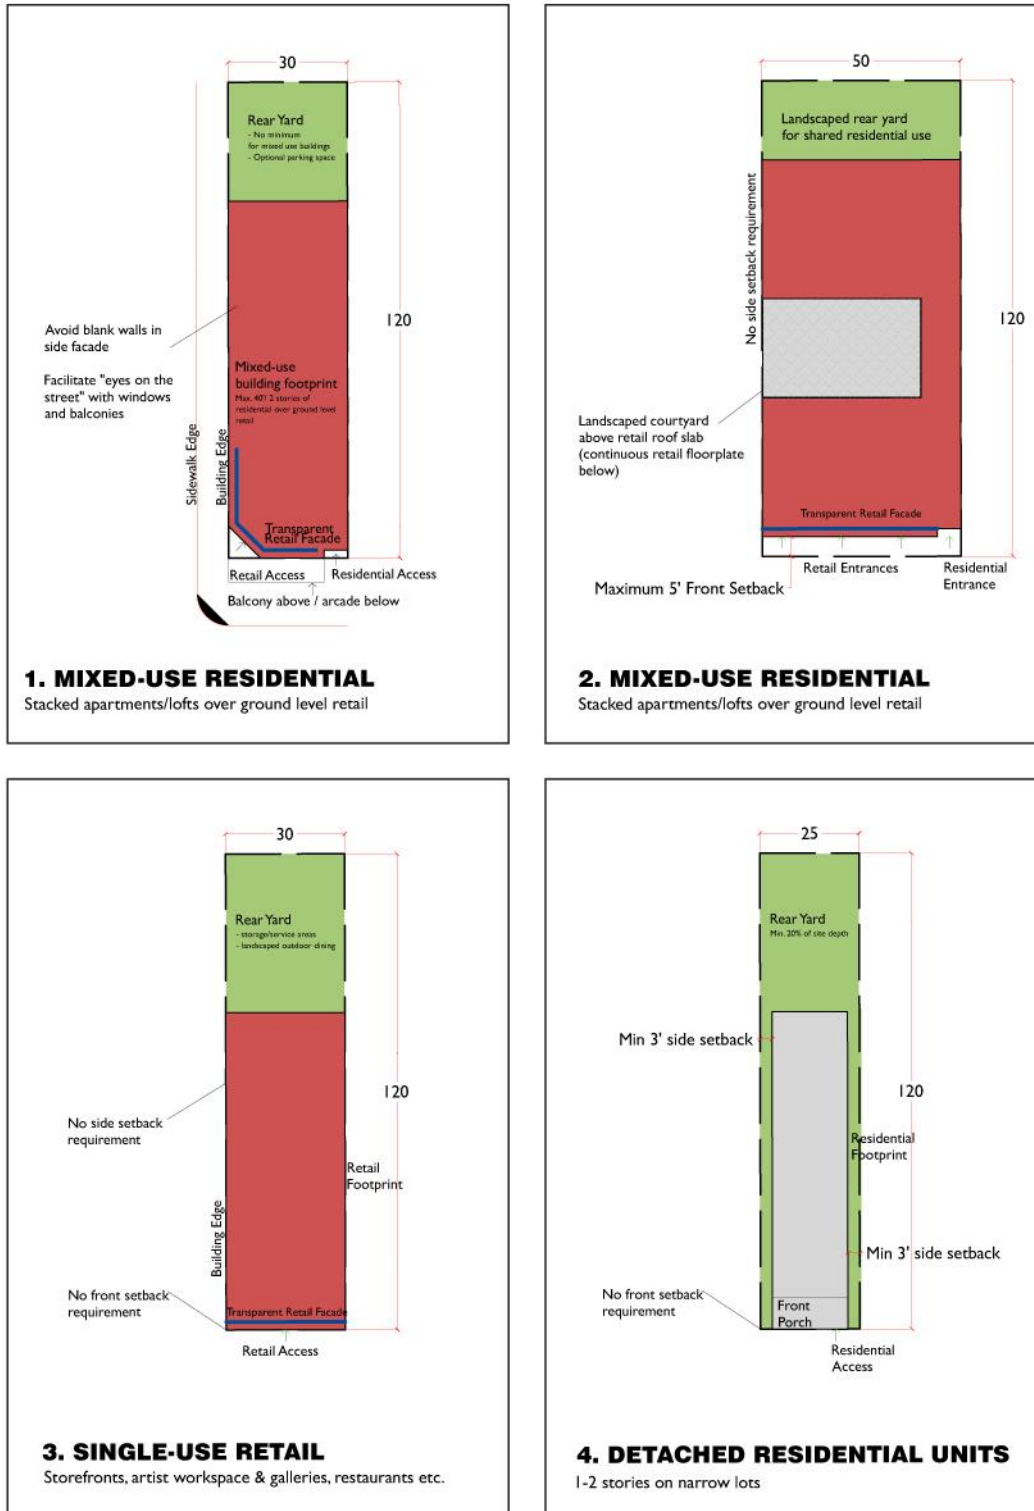 30
Rear Yard
- No minimum
for mixed use buildings
- Optional parking space
120
Avoid blank walls in
side facade
Facilitate "eyes on the
street" with windows
and balconies
Mixed-use
building footprint
Max. 40'/ 2 stories of
residential over ground level
retail
Sidewalk Edge
Building Edge
Transparent
Retail Facade
Retail Access
Residential Access
Balcony above / arcade below
1. MIXED-USE RESIDENTIAL
Stacked apartments/lofts over ground level retail
50
Landscaped rear yard
for shared residential use
No side setback requirement
120
Landscaped courtyard
above retail roof slab
(continuous retail floorplate
below)
Transparent Retail Facade
Retail Entrances
Residential
Entrance
Maximum 5' Front Setback
2. MIXED-USE RESIDENTIAL
Stacked apartments/lofts over ground level retail
30
Rear Yard
- storage/service areas
- landscaped outdoor dining
120
No side setback
requirement
Retail
Footprint
Building Edge
No front setback
requirement
Transparent Retail Facade
Retail Access
3. SINGLE-USE RETAIL
Storefronts, artist workspace & galleries, restaurants etc.
25
Rear Yard
Min. 20% of site depth
Min 3' side setback
120
Residential
Footprint
Min 3' side setback
No front setback
requirement
Front
Porch
Residential
Access
4. DETACHED RESIDENTIAL UNITS
1-2 stories on narrow lots